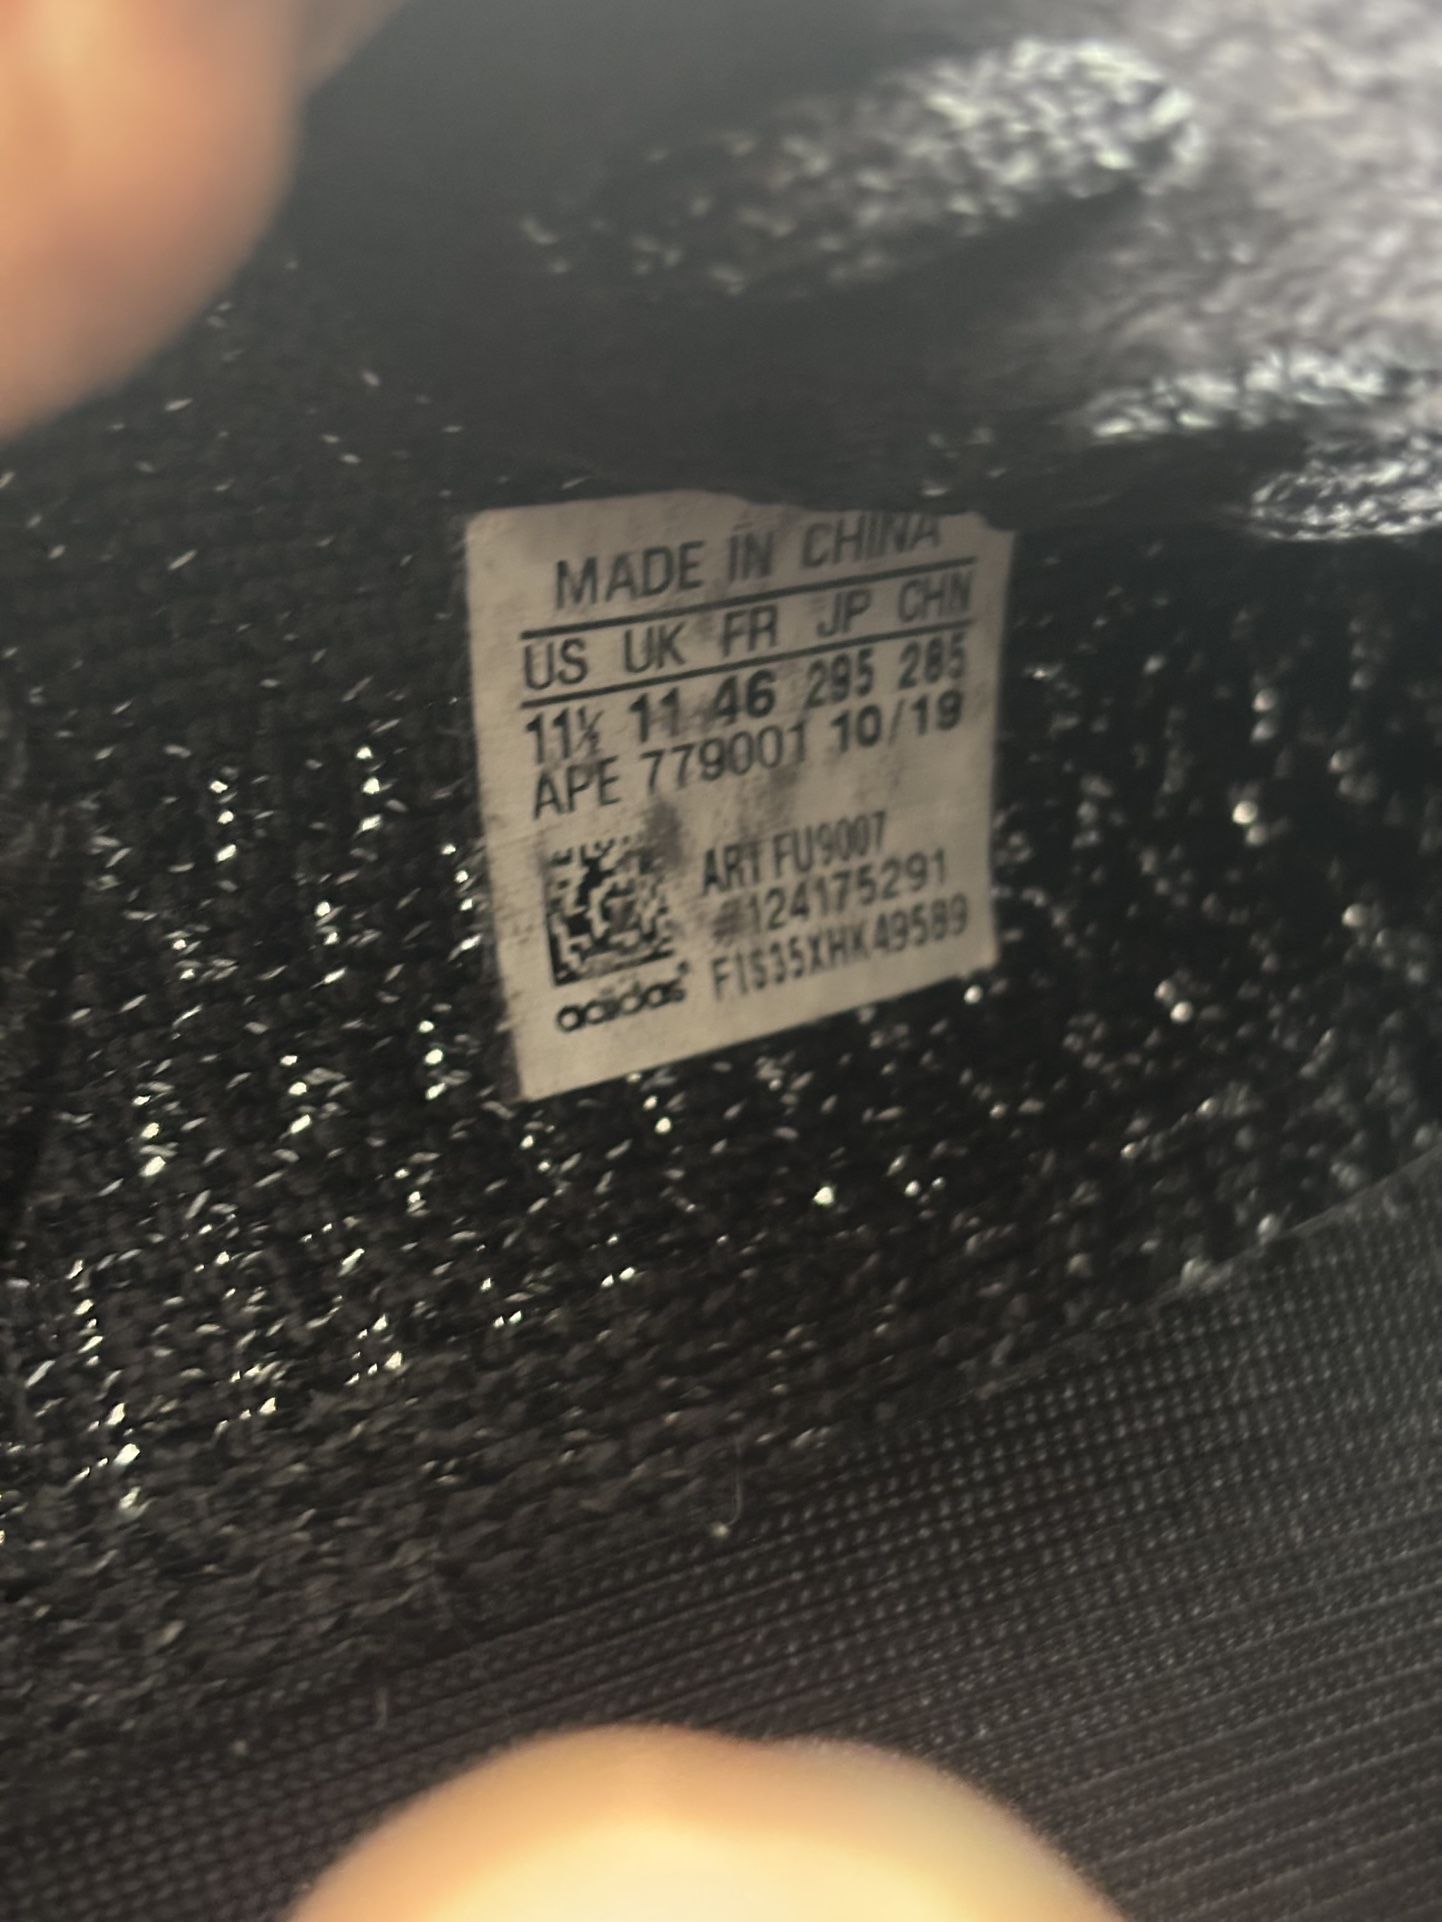 MADE IN CHINA
US UK FR JP CHN
11½ 11 46 295 285
APE 779001 10/19
ART FU9007
#124175291
F1S35XHK49589
adidas